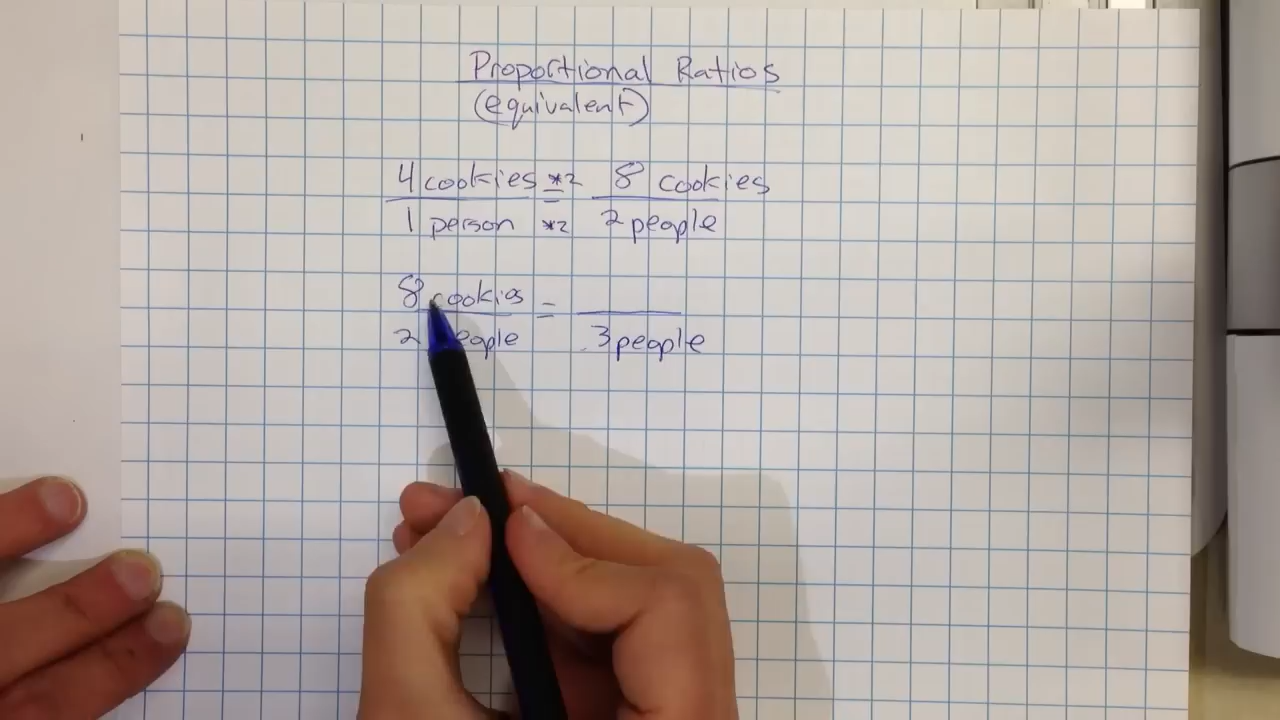 Proportional Ratios
(equivalent)
4 cookies *2 = 8 cookies
1 person *2 2 people
8 cookies =
2 people 3 people